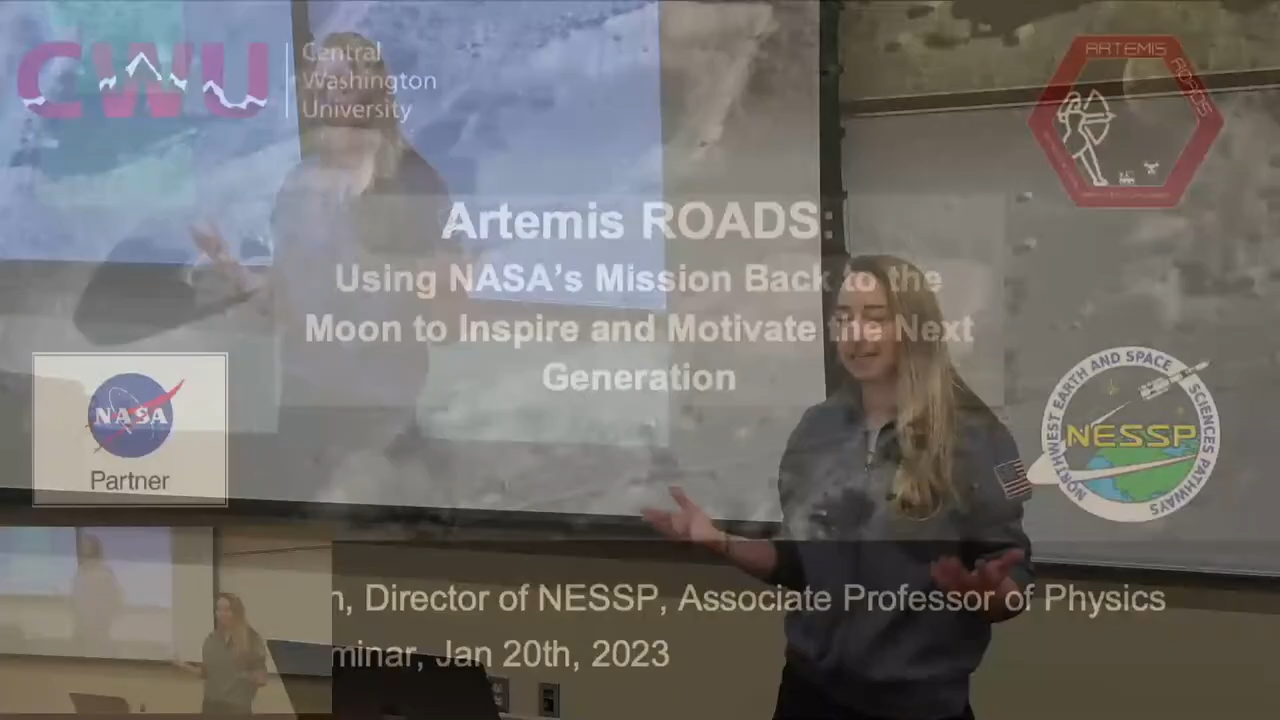 CWU
Central
Washington
University
ARTEMIS ROADS
Artemis ROADS:
Using NASA's Mission Back to the
Moon to Inspire and Motivate the Next
Generation
NASA
Partner
NORTHWEST EARTH AND SPACE SCIENCES PATHWAYS
NESSP
n, Director of NESSP, Associate Professor of Physics
minar, Jan 20th, 2023